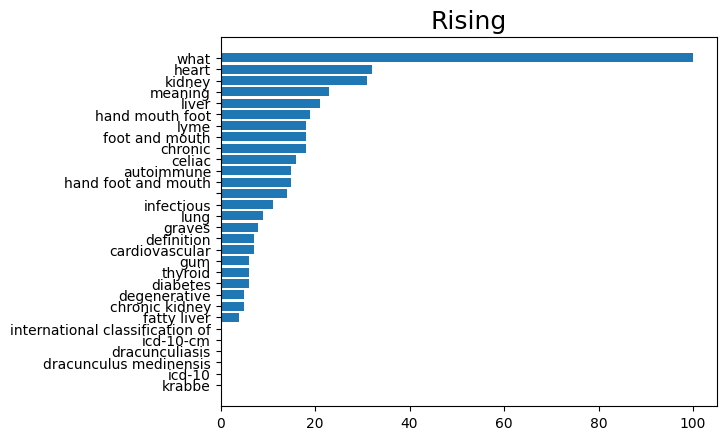 Rising
what
heart
kidney
meaning
liver
hand mouth foot
lyme
foot and mouth
chronic
celiac
autoimmune
hand foot and mouth
infectious
lung
graves
definition
cardiovascular
gum
thyroid
diabetes
degenerative
chronic kidney
fatty liver
international classification of
icd-10-cm
dracunculiasis
dracunculus medinensis
icd-10
krabbe
0 20 40 60 80 100